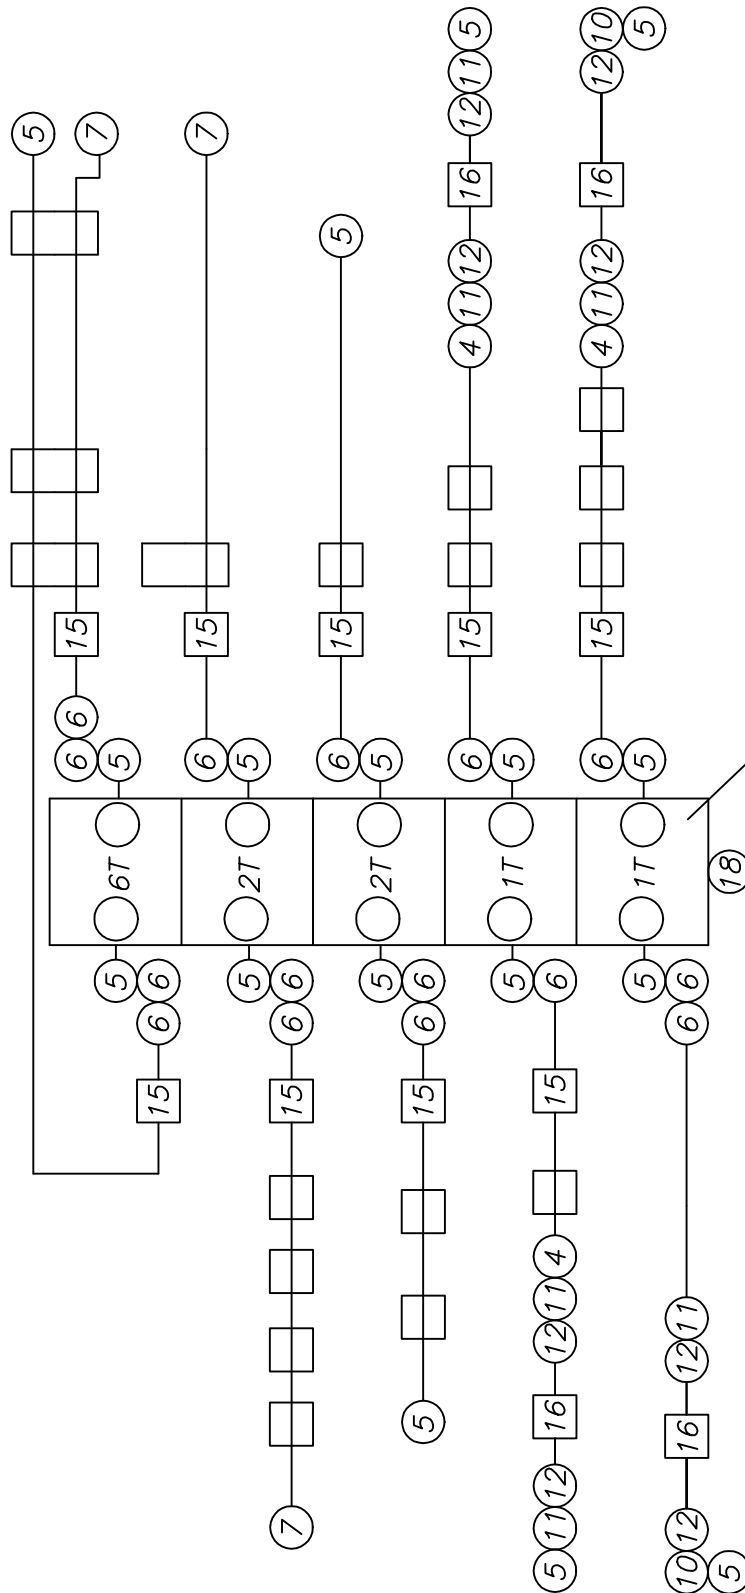 5
6 6 15 7
5 6T 5
15 6 6
6 15 7
5 2T 5
7 15 6 6
6 15 5
5 2T 5
5 15 6 6
6 15 4 11 12 16 12 11 5
5 1T 5
5 11 12 16 12 11 4 15 6
6 15 4 11 12 16 12 10
5 1T 5 5
10 12 16 12 11 6 6
5 18